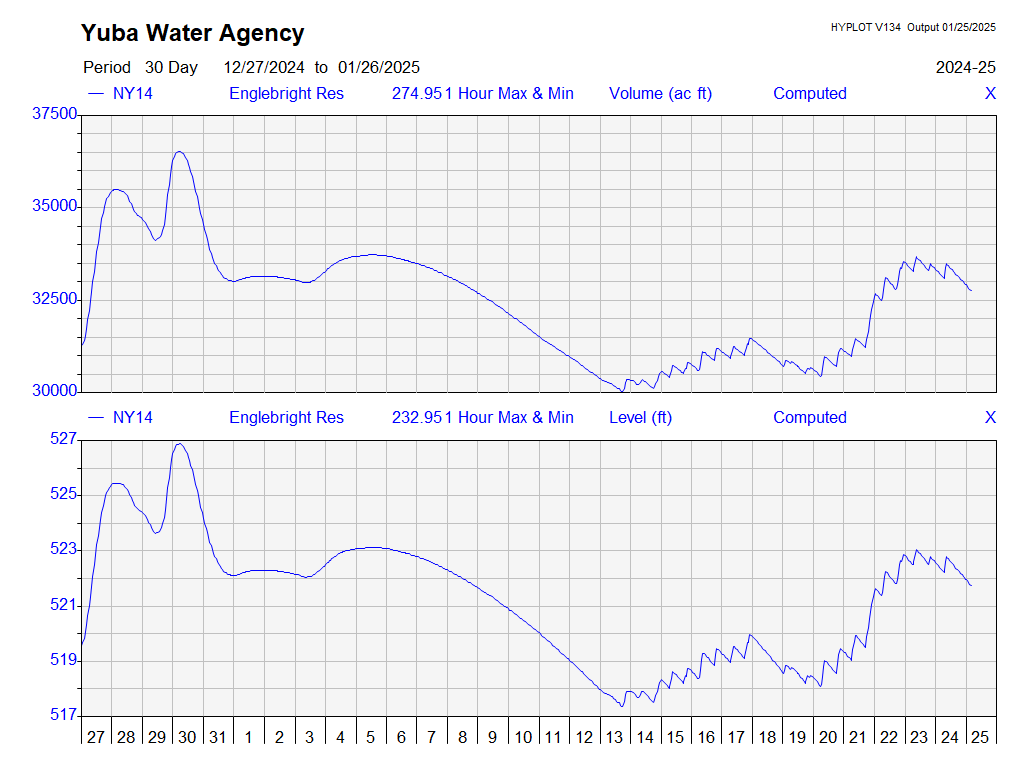 Yuba Water Agency
HYPLOT V134 Output 01/25/2025
Period 30 Day 12/27/2024 to 01/26/2025 2024-25
— NY14 Englebright Res 274.951 Hour Max & Min Volume (ac ft) Computed X
37500
35000
32500
30000
— NY14 Englebright Res 232.951 Hour Max & Min Level (ft) Computed X
527
525
523
521
519
517
27 28 29 30 31 1 2 3 4 5 6 7 8 9 10 11 12 13 14 15 16 17 18 19 20 21 22 23 24 25